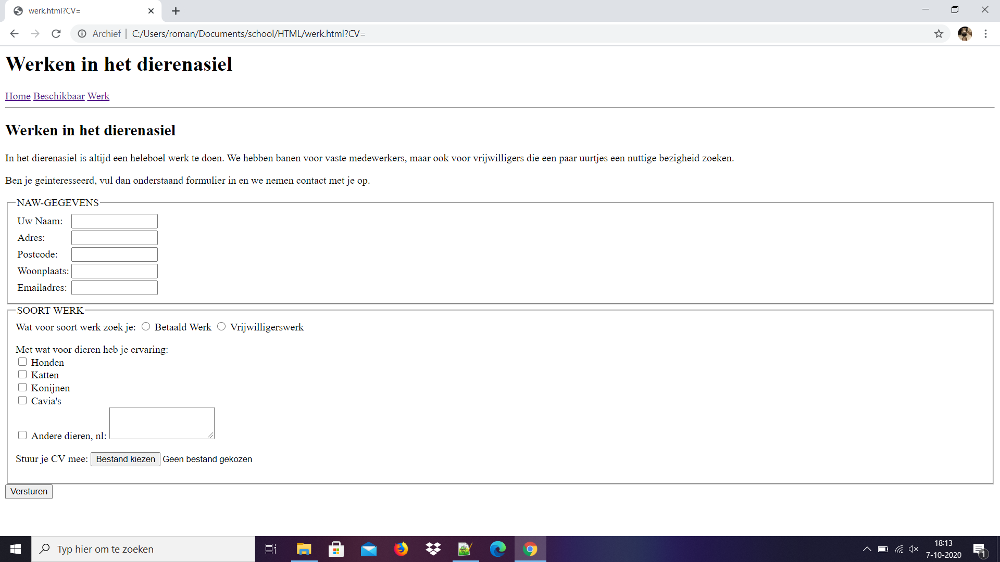 werk.html?CV=
Archief | C:/Users/roman/Documents/school/HTML/werk.html?CV=
Werken in het dierenasiel
Home Beschikbaar Werk
Werken in het dierenasiel
In het dierenasiel is altijd een heleboel werk te doen. We hebben banen voor vaste medewerkers, maar ook voor vrijwilligers die een paar uurtjes een nuttige bezigheid zoeken.
Ben je geinteresseerd, vul dan onderstaand formulier in en we nemen contact met je op.
NAW-GEGEVENS
Uw Naam:
Adres:
Postcode:
Woonplaats:
Emailadres:
SOORT WERK
Wat voor soort werk zoek je: Betaald Werk Vrijwilligerswerk
Met wat voor dieren heb je ervaring:
Honden
Katten
Konijnen
Cavia's
Andere dieren, nl:
Stuur je CV mee: Bestand kiezen Geen bestand gekozen
Versturen
Typ hier om te zoeken
18:13
7-10-2020
1